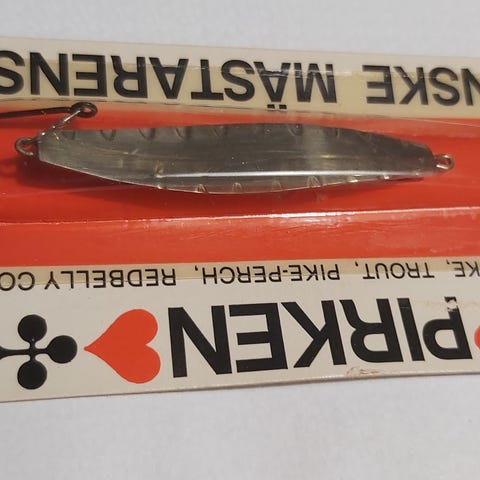 PIRKEN
KE, TROUT, PIKE-PERCH, REDBELLY CO
NSKE MÄSTARENS